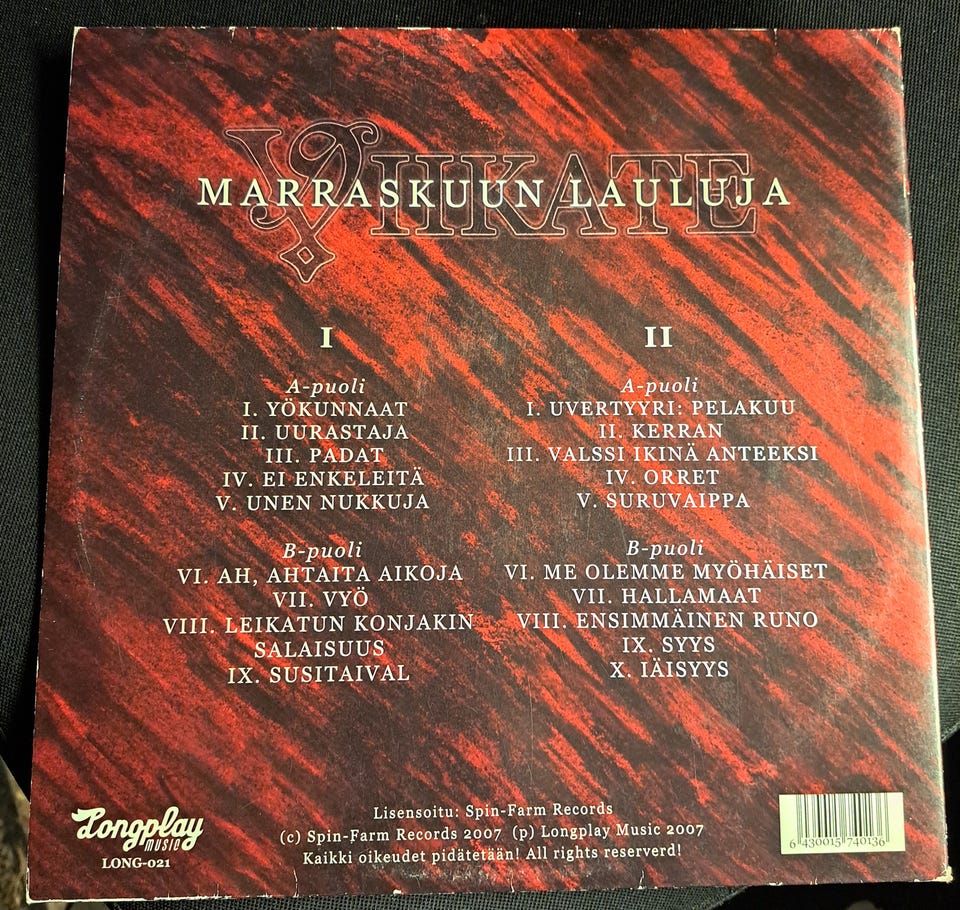 VIIKATE
MARRASKUUN LAULUJA
I
A-puoli
I. YÖKUNNAAT
II. UURASTAJA
III. PADAT
IV. EI ENKELEITÄ
V. UNEN NUKKUJA
B-puoli
VI. AH, AHTAITA AIKOJA
VII. VYÖ
VIII. LEIKATUN KONJAKIN
SALAISUUS
IX. SUSITAIVAL
II
A-puoli
I. UVERTYYRI: PELAKUU
II. KERRAN
III. VALSSI IKINÄ ANTEEKSI
IV. ORRET
V. SURUVAIPPA
B-puoli
VI. ME OLEMME MYÖHÄISET
VII. HALLAMAAT
VIII. ENSIMMÄINEN RUNO
IX. SYYS
X. IÄISYYS
Longplay
MUSIC
LONG-021
Lisensoitu: Spin-Farm Records
(c) Spin-Farm Records 2007 (p) Longplay Music 2007
Kaikki oikeudet pidätetään! All rights reserverd!
6 430015 740136